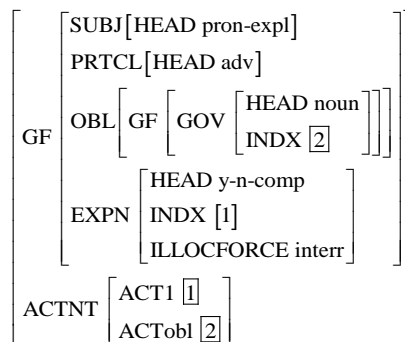 SUBJ[HEAD pron-expl]
PRTCL[HEAD adv]
HEAD noun
OBL[GF[GOV[INDX 2]]]
HEAD y-n-comp
GF
EXPN
INDX [1]
ILLOCFORCE interr
ACT1 1
ACTNT
ACTobl 2